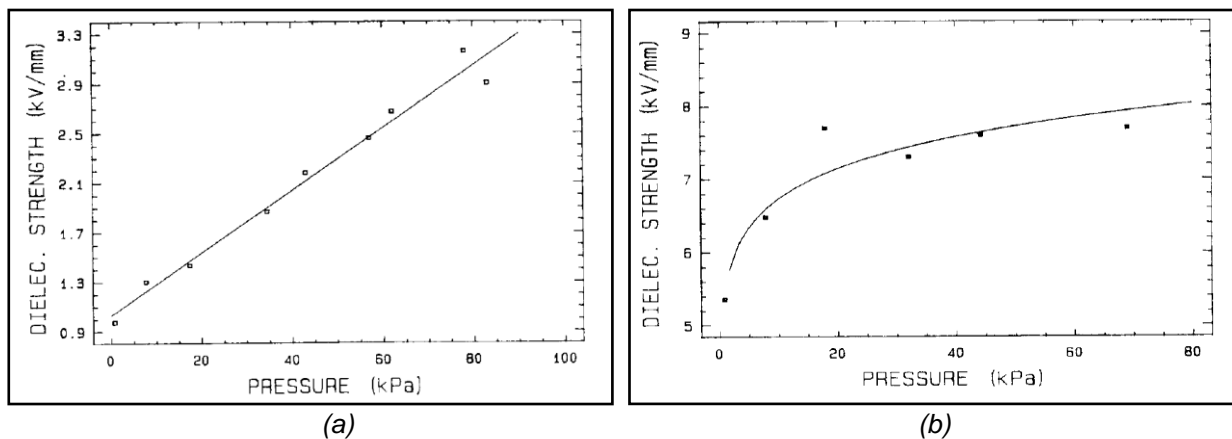 3.3
2.9
2.5
2.1
1.7
1.3
0.9
DIELEC. STRENGTH (kV/mm)
0 20 40 60 80 100
PRESSURE (kPa)
(a)
9
8
7
6
5
DIELEC. STRENGTH (kV/mm)
0 20 40 60 80
PRESSURE (kPa)
(b)